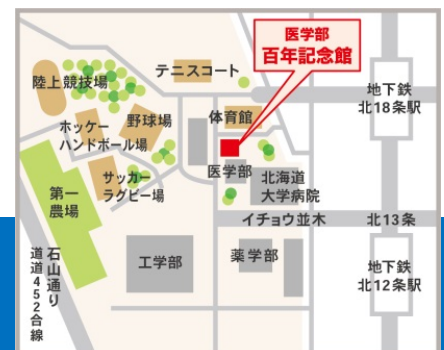 医学部
百年記念館
テニスコート
陸上競技場
地下鉄
北18条駅
体育館
野球場
ホッケー
ハンドボール場
医学部
サッカー
ラグビー場
北海道
大学病院
第一
農場
イチョウ並木
北13条
石山通り
道道452合線
工学部
薬学部
地下鉄
北12条駅